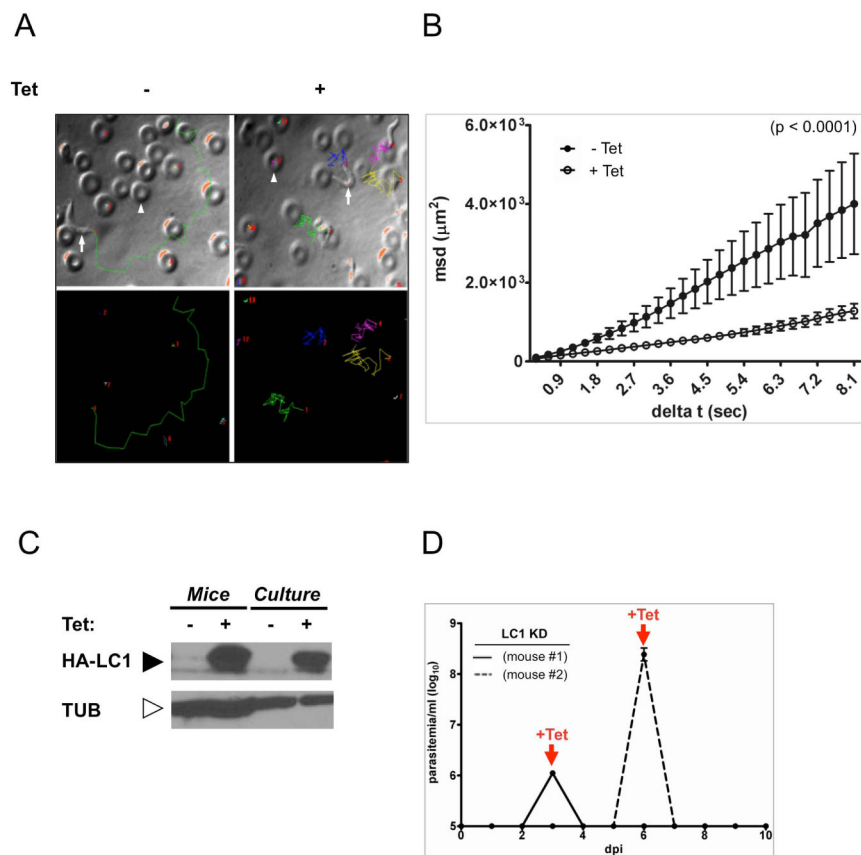 A
Tet - +
B
6.0×10³
4.0×10³
2.0×10³
0
msd (μm²)
(p < 0.0001)
- Tet
+ Tet
0.9 1.8 2.7 3.6 4.5 5.4 6.3 7.2 8.1
delta t (sec)
C
Mice Culture
Tet: - + - +
HA-LC1
TUB
D
9
8
7
6
5
parasitemia/ml (log₁₀)
LC1 KD
(mouse #1)
(mouse #2)
+Tet
+Tet
0 2 4 6 8 10
dpi